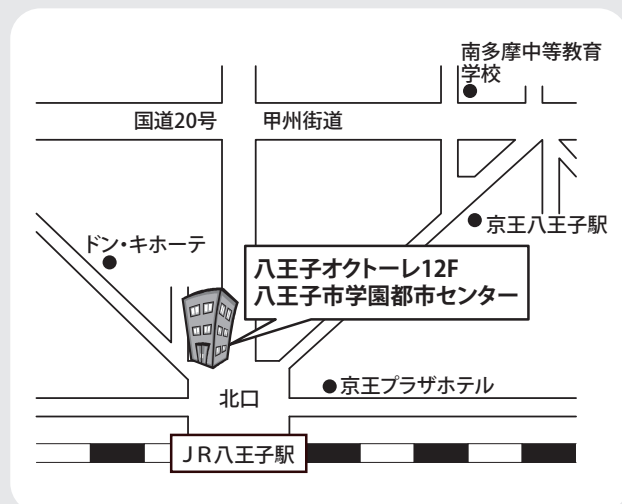 南多摩中等教育
学校
国道20号 甲州街道
京王八王子駅
ドン・キホーテ
八王子オクトーレ12F
八王子市学園都市センター
京王プラザホテル
北口
JR八王子駅